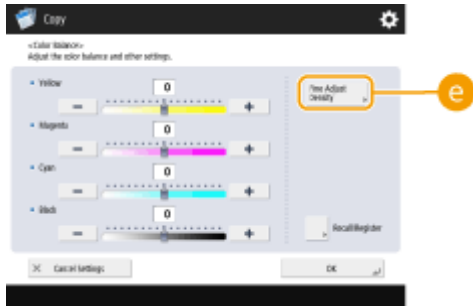 Copy
<Color Balance>
Adjust the color balance and other settings.
Yellow
0
Fine Adjust
Density
e
Magenta
0
Cyan
0
Black
0
Recall/Register
Cancel Settings
OK